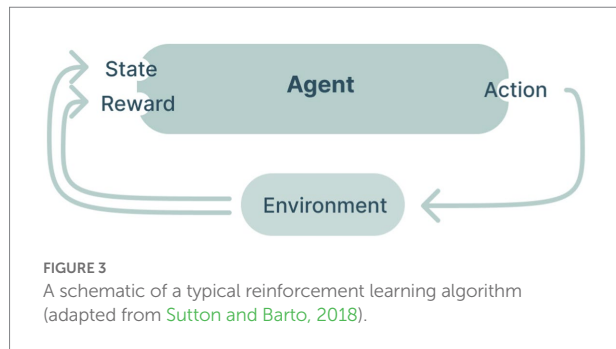 State
Reward
Agent
Action
Environment
FIGURE 3
A schematic of a typical reinforcement learning algorithm
(adapted from Sutton and Barto, 2018).